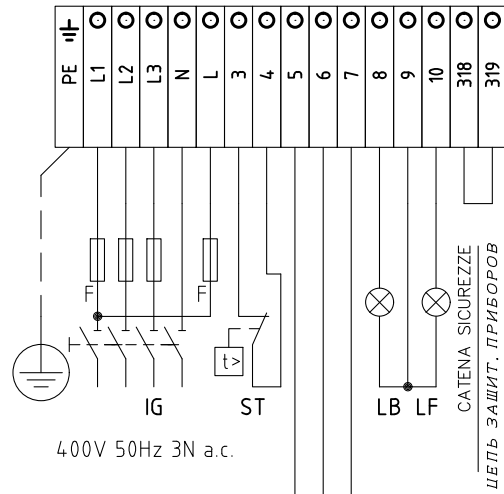 PE L1 L2 L3 N L 3 4 5 6 7 8 9 10 318 319
F F
t>
IG ST LB LF
400V 50Hz 3N a.c.
CATENA SICUREZZE
ЦЕПЬ ЗАЩИТ. ПРИБОРОВ